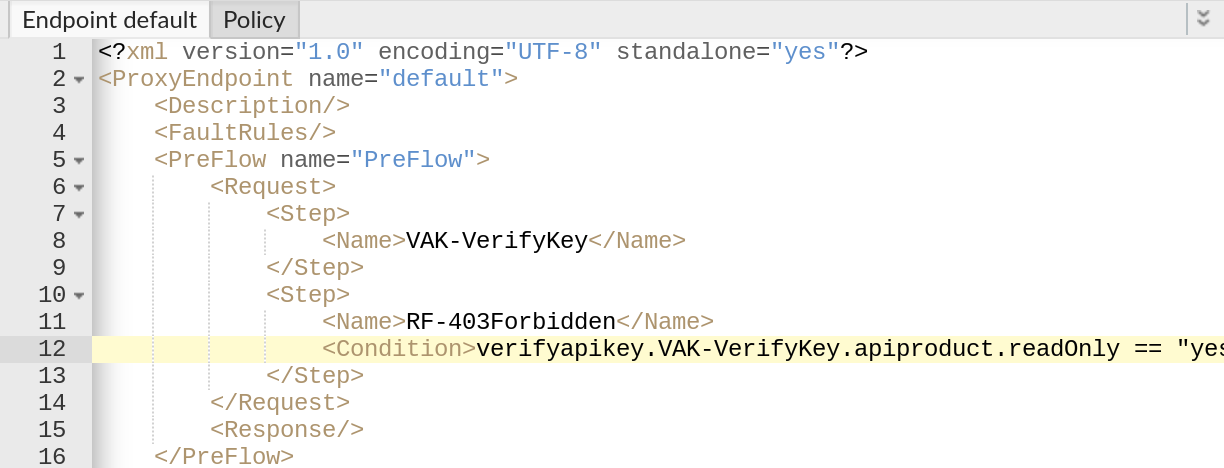 Endpoint default Policy
1 <?xml version="1.0" encoding="UTF-8" standalone="yes"?>
2 <ProxyEndpoint name="default">
3 <Description/>
4 <FaultRules/>
5 <PreFlow name="PreFlow">
6 <Request>
7 <Step>
8 <Name>VAK-VerifyKey</Name>
9 </Step>
10 <Step>
11 <Name>RF-403Forbidden</Name>
12 <Condition>verifyapikey.VAK-VerifyKey.apiproduct.readOnly == "yes
13 </Step>
14 </Request>
15 <Response/>
16 </PreFlow>